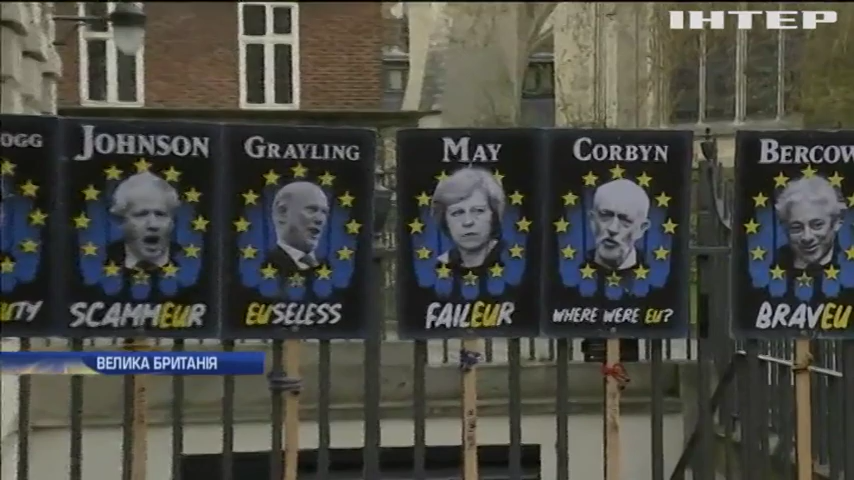 ІНТЕР
OGG
JOHNSON
GRAYLING
MAY
CORBYN
BERCOW
UTY
SCAMMEUR
EUSELESS
FAILEUR
WHERE WERE EU?
BRAVEU
ВЕЛИКА БРИТАНІЯ